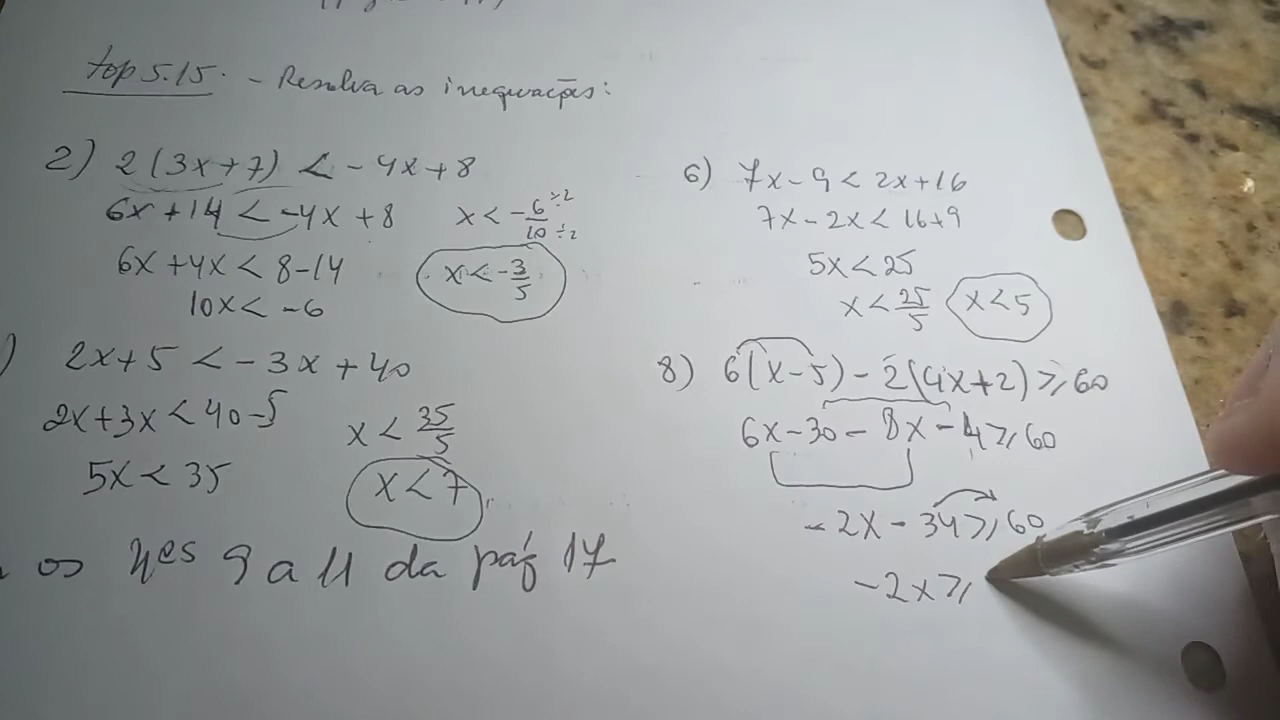 top 5.15. - Resolva as inequações:
2) 2(3x+7) < -4x+8
6x+14 < -4x+8
6x+4x < 8-14
10x < -6
x < -6/10 ÷2 ÷2
x < -3/5
) 2x+5 < -3x+40
2x+3x < 40-5
5x < 35
x < 35/5
x < 7
os nes 9 a 11 da pág 17
6) 7x-9 < 2x+16
7x-2x < 16+9
5x < 25
x < 25/5 x < 5
8) 6(x-5)-2(4x+2) ≥ 60
6x-30-8x-4 ≥ 60
-2x-34 ≥ 60
-2x ≥